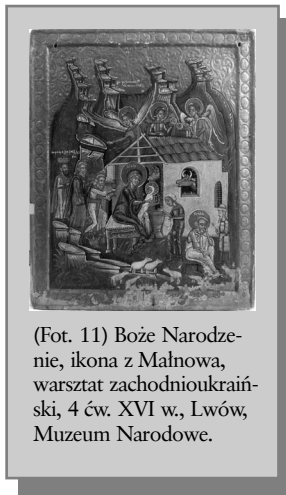 (Fot. 11) Boże Narodze-
nie, ikona z Małnowa,
warsztat zachodnioukraiń-
ski, 4 ćw. XVI w., Lwów,
Muzeum Narodowe.